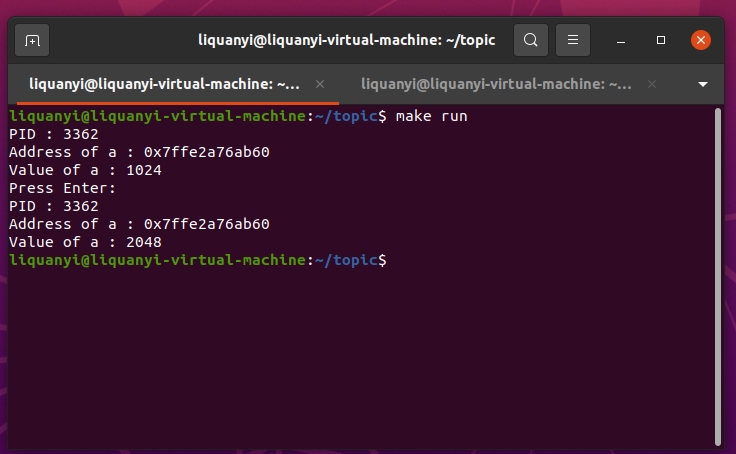 liquanyi@liquanyi-virtual-machine: ~/topic
liquanyi@liquanyi-virtual-machine: ~...
liquanyi@liquanyi-virtual-machine: ~...
liquanyi@liquanyi-virtual-machine:~/topic$ make run
PID : 3362
Address of a : 0x7ffe2a76ab60
Value of a : 1024
Press Enter:
PID : 3362
Address of a : 0x7ffe2a76ab60
Value of a : 2048
liquanyi@liquanyi-virtual-machine:~/topic$